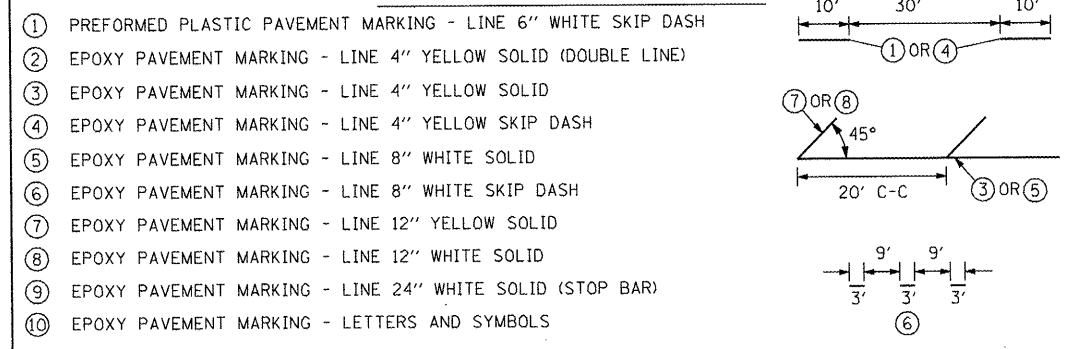 ① PREFORMED PLASTIC PAVEMENT MARKING - LINE 6" WHITE SKIP DASH
② EPOXY PAVEMENT MARKING - LINE 4" YELLOW SOLID (DOUBLE LINE)
③ EPOXY PAVEMENT MARKING - LINE 4" YELLOW SOLID
④ EPOXY PAVEMENT MARKING - LINE 4" YELLOW SKIP DASH
⑤ EPOXY PAVEMENT MARKING - LINE 8" WHITE SOLID
⑥ EPOXY PAVEMENT MARKING - LINE 8" WHITE SKIP DASH
⑦ EPOXY PAVEMENT MARKING - LINE 12" YELLOW SOLID
⑧ EPOXY PAVEMENT MARKING - LINE 12" WHITE SOLID
⑨ EPOXY PAVEMENT MARKING - LINE 24" WHITE SOLID (STOP BAR)
⑩ EPOXY PAVEMENT MARKING - LETTERS AND SYMBOLS
10' 30' 10'
① OR ④
⑦ OR ⑧
45°
20' C-C ③ OR ⑤
9' 9'
3' 3' 3'
⑥